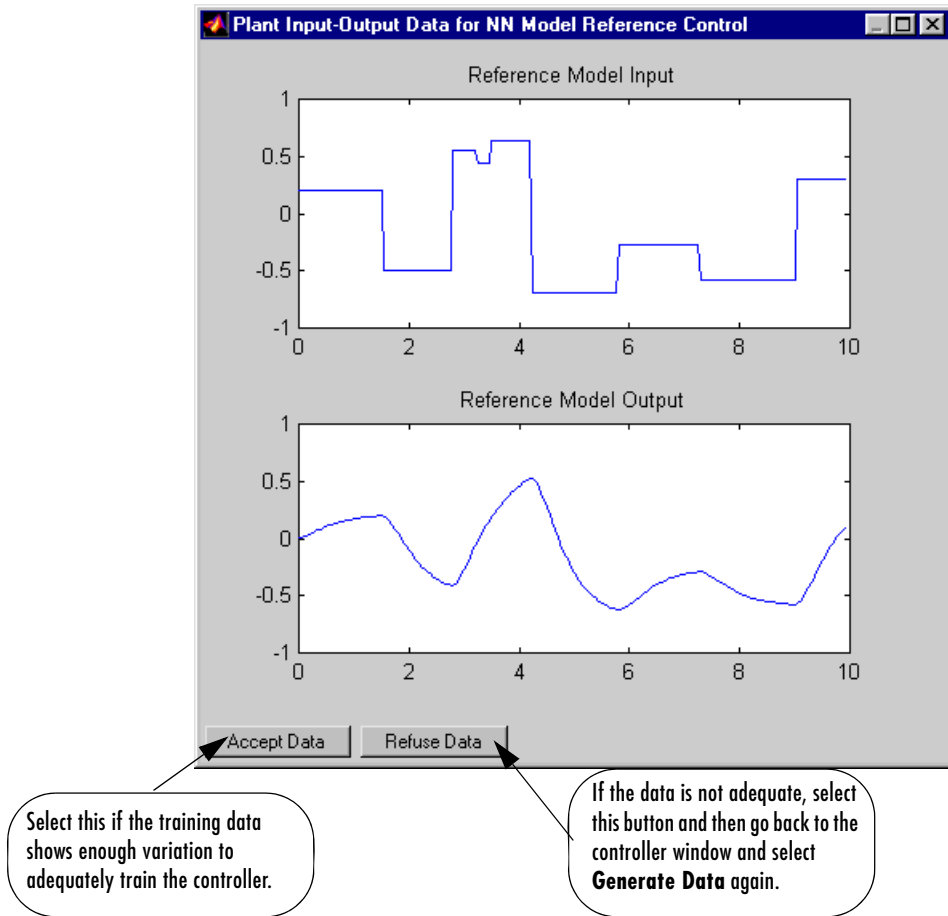 Plant Input-Output Data for NN Model Reference Control
Reference Model Input
1
0.5
0
-0.5
-1
0 2 4 6 8 10
Reference Model Output
1
0.5
0
-0.5
-1
0 2 4 6 8 10
Accept Data
Refuse Data
Select this if the training data
shows enough variation to
adequately train the controller.
If the data is not adequate, select
this button and then go back to the
controller window and select
Generate Data again.